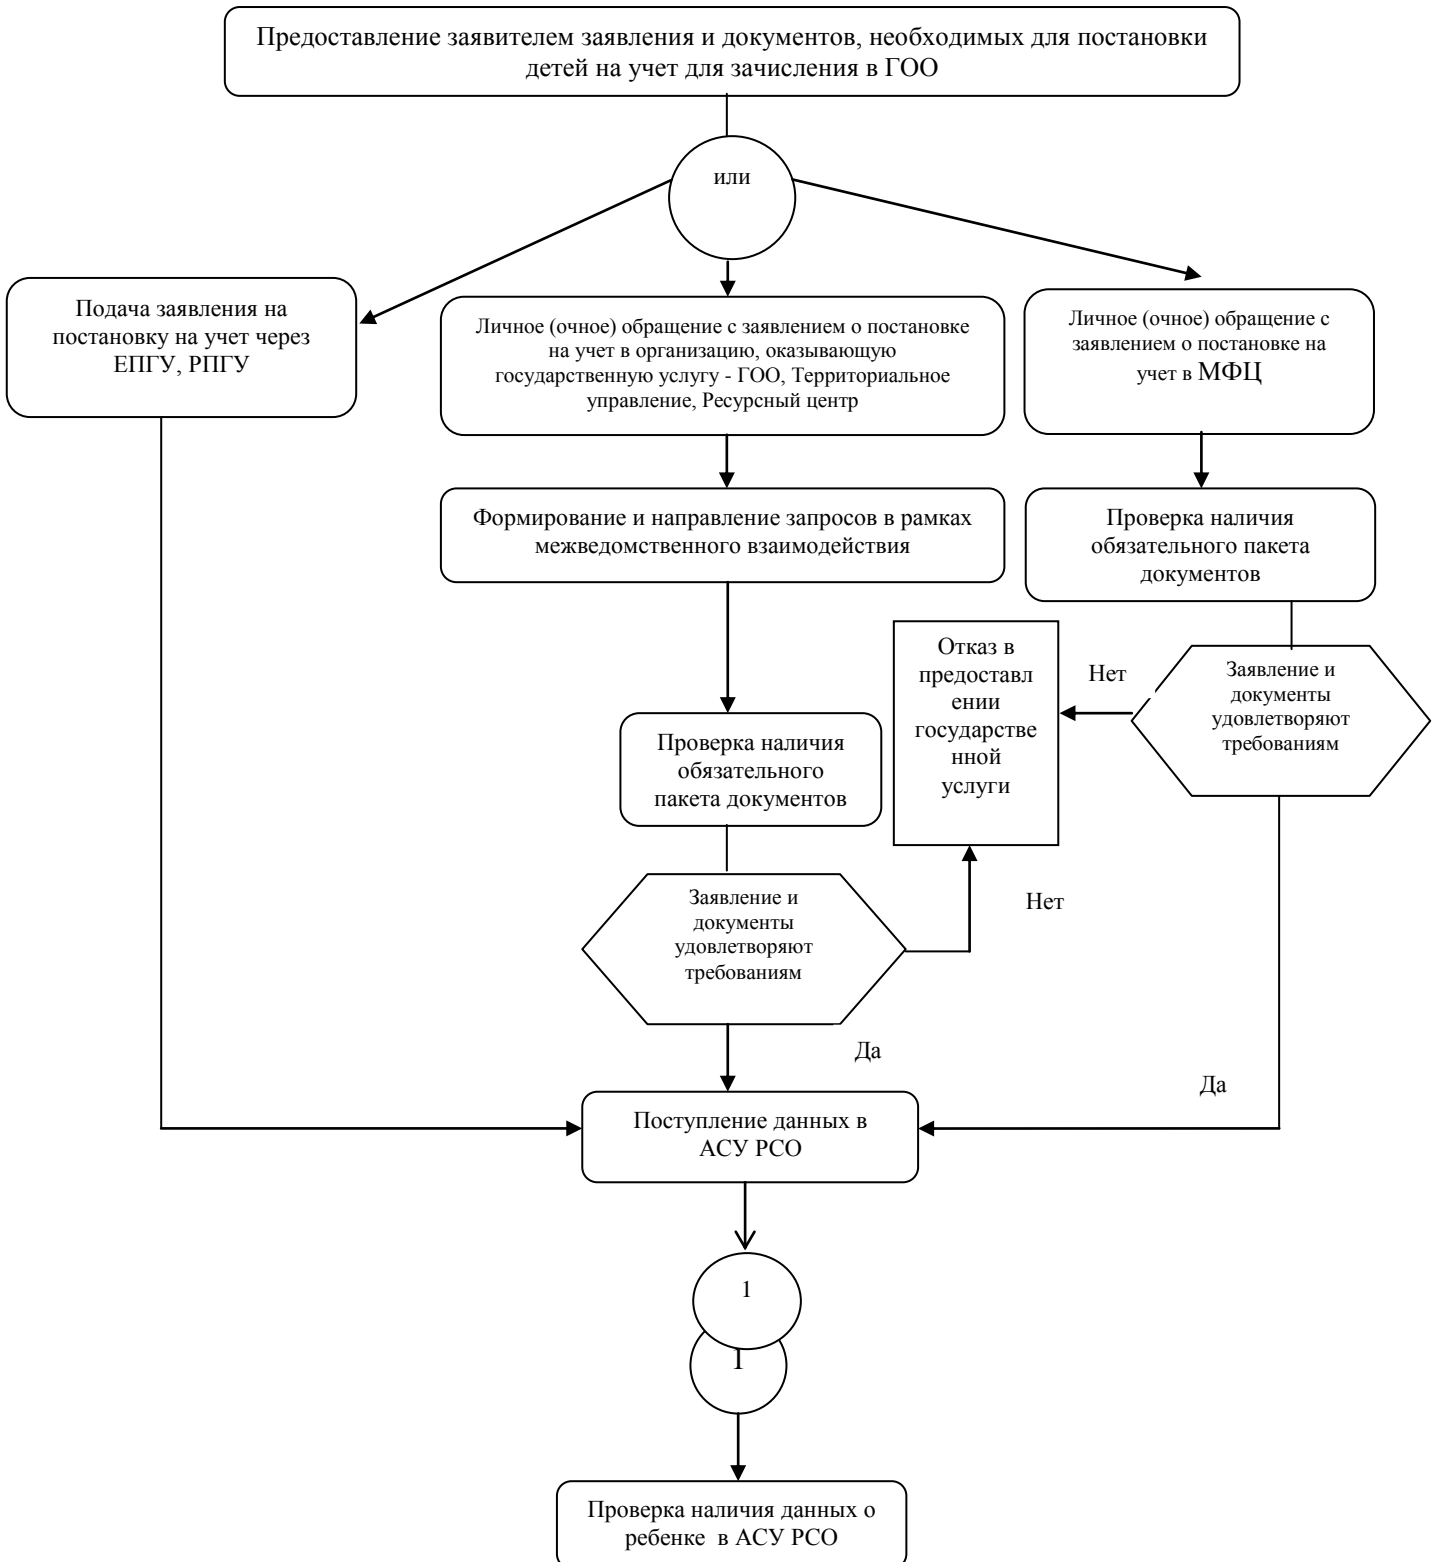 Предоставление заявителем заявления и документов, необходимых для постановки
детей на учет для зачисления в ГОО
или
Подача заявления на
постановку на учет через
ЕПГУ, РПГУ
Личное (очное) обращение с заявлением о постановке
на учет в организацию, оказывающую
государственную услугу - ГОО, Территориальное
управление, Ресурсный центр
Личное (очное) обращение с
заявлением о постановке на
учет в МФЦ
Формирование и направление запросов в рамках
межведомственного взаимодействия
Проверка наличия
обязательного пакета
документов
Отказ в
предоставл
ении
государстве
нной
услуги
Нет
Заявление и
документы
удовлетворяют
требованиям
Проверка наличия
обязательного
пакета документов
Заявление и
документы
удовлетворяют
требованиям
Нет
Да
Да
Поступление данных в
АСУ РСО
1
1
Проверка наличия данных о
ребенке в АСУ РСО